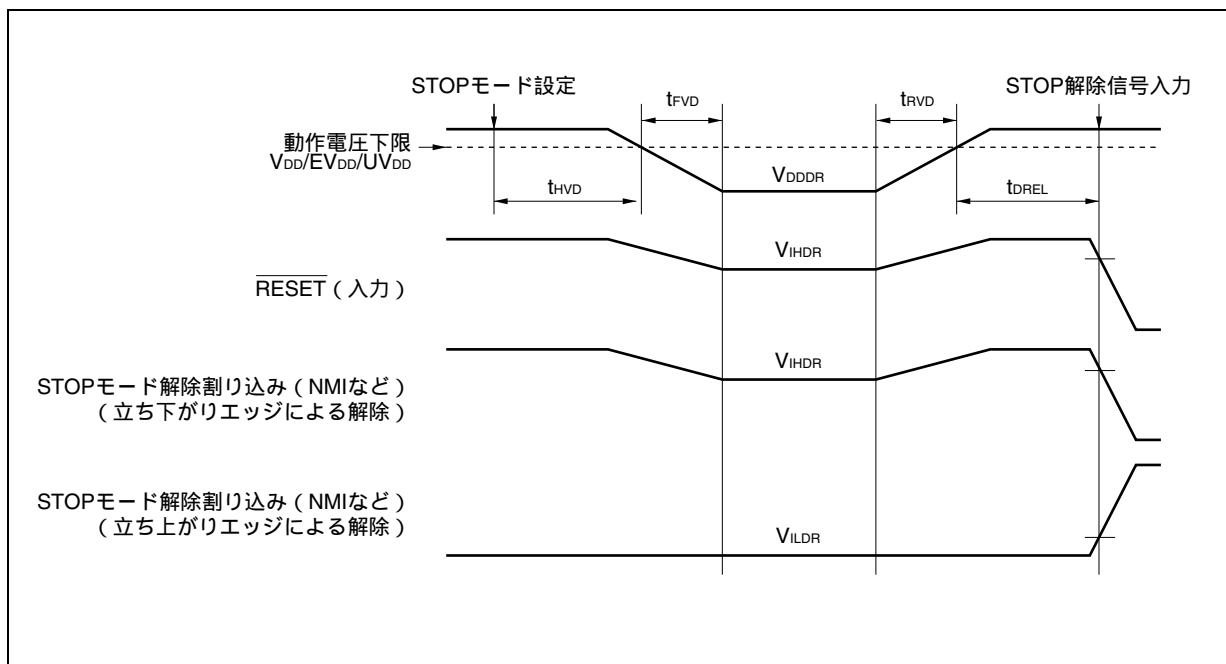 STOPモード設定
STOP解除信号入力
tFVD
tRVD
動作電圧下限
VDD/EVDD/UVDD
VDDDR
tHVD
tDREL
VIHDR
RESET(入力)
VIHDR
STOPモード解除割り込み(NMIなど)
(立ち下がりエッジによる解除)
STOPモード解除割り込み(NMIなど)
(立ち上がりエッジによる解除)
VILDR